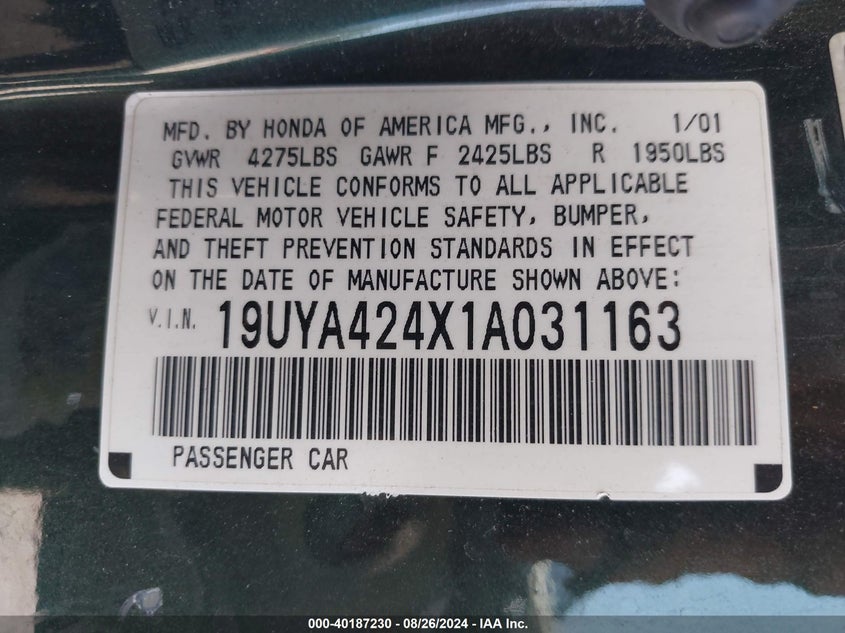 MFD. BY HONDA OF AMERICA MFG., INC. 1/01
GVWR 4275LBS GAWR F 2425LBS R 1950LBS
THIS VEHICLE CONFORMS TO ALL APPLICABLE
FEDERAL MOTOR VEHICLE SAFETY, BUMPER,
AND THEFT PREVENTION STANDARDS IN EFFECT
ON THE DATE OF MANUFACTURE SHOWN ABOVE:
V.I.N. 19UYA424X1A031163
PASSENGER CAR
000-40187230 - 08/26/2024 - IAA Inc.